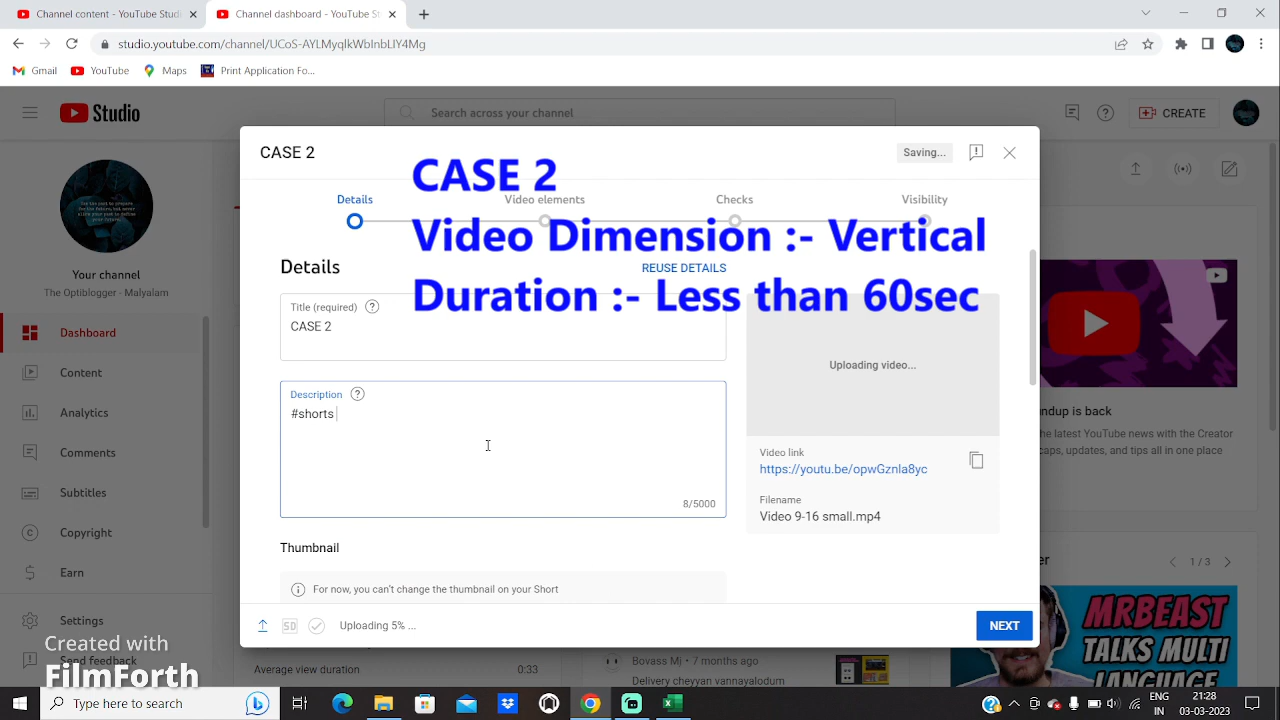 Channel content - YouTube Studio
Channel dashboard - YouTube St
studio.youtube.com/channel/UCoS-AYLMyqlkWbInbLlY4Mg
Gmail
YouTube
Maps
Print Application Fo...
Studio
Search across your channel
CREATE
CASE 2
Saving...
CASE 2
Video Dimension :- Vertical
Duration :- Less than 60sec
Details
Video elements
Checks
Visibility
Your channel
The Optiblogger - Malyalam
Dashboard
Content
Analytics
Comments
Subtitles
Copyright
Earn
Settings
Send feedback
Details
REUSE DETAILS
Title (required)
CASE 2
Description
#shorts
8/5000
Thumbnail
For now, you can't change the thumbnail on your Short
Uploading video...
Video link
https://youtu.be/opwGznla8yc
Filename
Video 9-16 small.mp4
SD
Uploading 5% ...
NEXT
ndup is back
he latest YouTube news with the Creator
caps, updates, and tips all in one place
1 / 3
MRBEAST
TALKS MULTI
LANGUAGE
Average view duration
0:33
Bovass Mj • 7 months ago
Delivery cheyyan vannayalodum
Created with
FilmForth
ENG
IN
21:28
03-03-2023